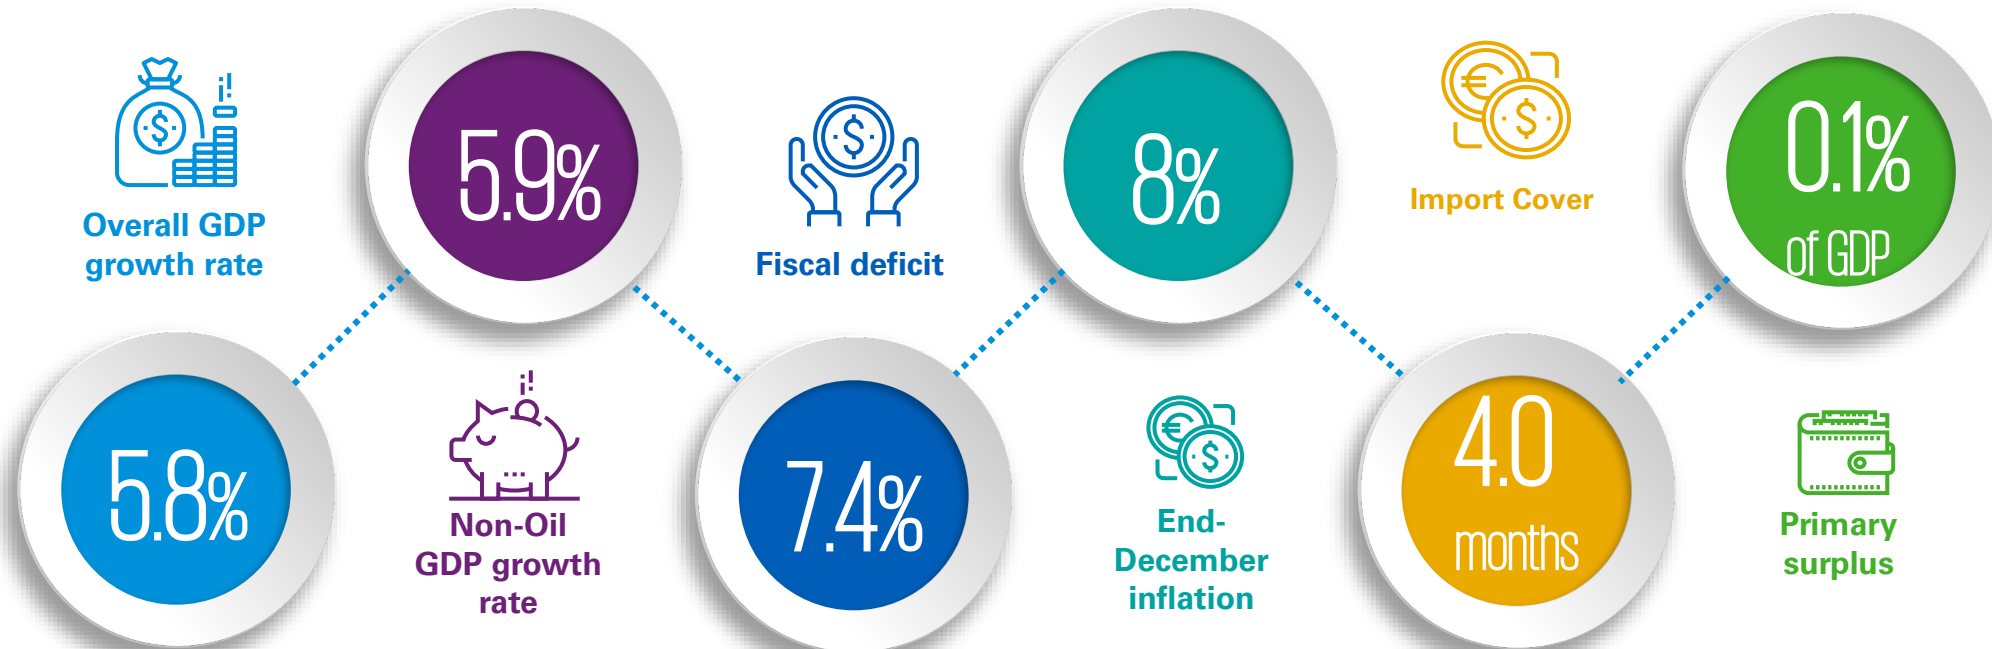 Overall GDP
growth rate
5.8%
5.9%
Non-Oil
GDP growth
rate
Fiscal deficit
7.4%
8%
End-
December
inflation
Import Cover
4.0
months
0.1%
of GDP
Primary
surplus